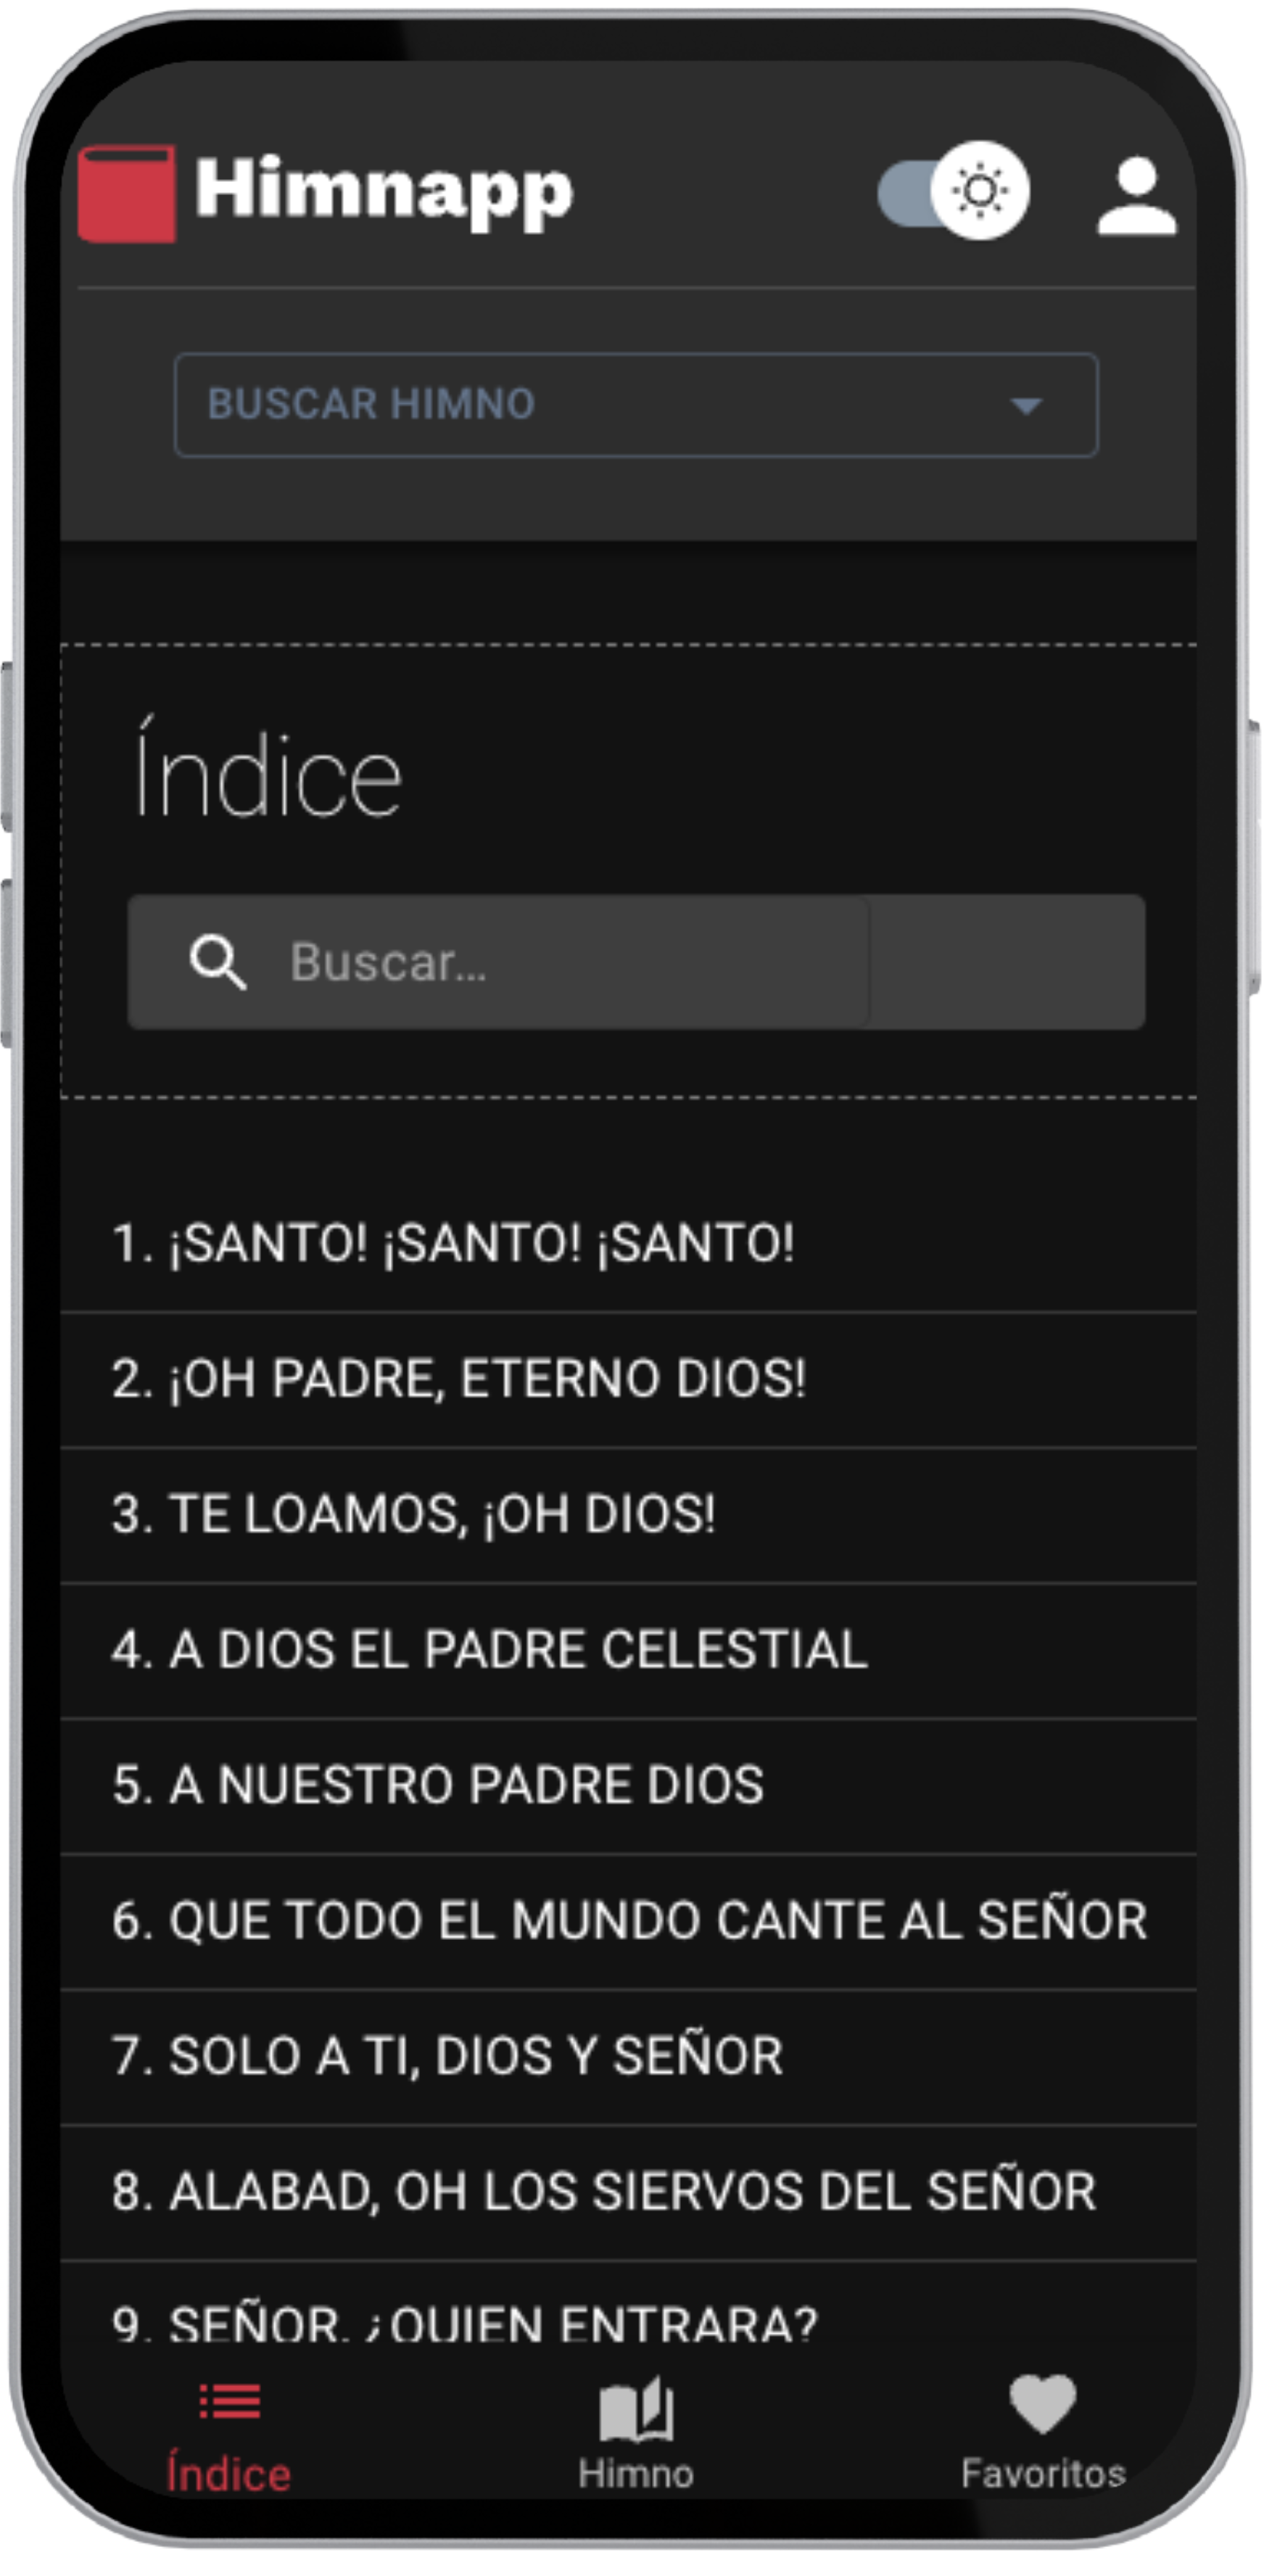 Himnapp
BUSCAR HIMNO
Índice
Buscar...
1. ¡SANTO! ¡SANTO! ¡SANTO!
2. ¡OH PADRE, ETERNO DIOS!
3. TE LOAMOS, ¡OH DIOS!
4. A DIOS EL PADRE CELESTIAL
5. A NUESTRO PADRE DIOS
6. QUE TODO EL MUNDO CANTE AL SEÑOR
7. SOLO A TI, DIOS Y SEÑOR
8. ALABAD, OH LOS SIERVOS DEL SEÑOR
9. SEÑOR, ¿QUIEN ENTRARA?
Índice
Himno
Favoritos